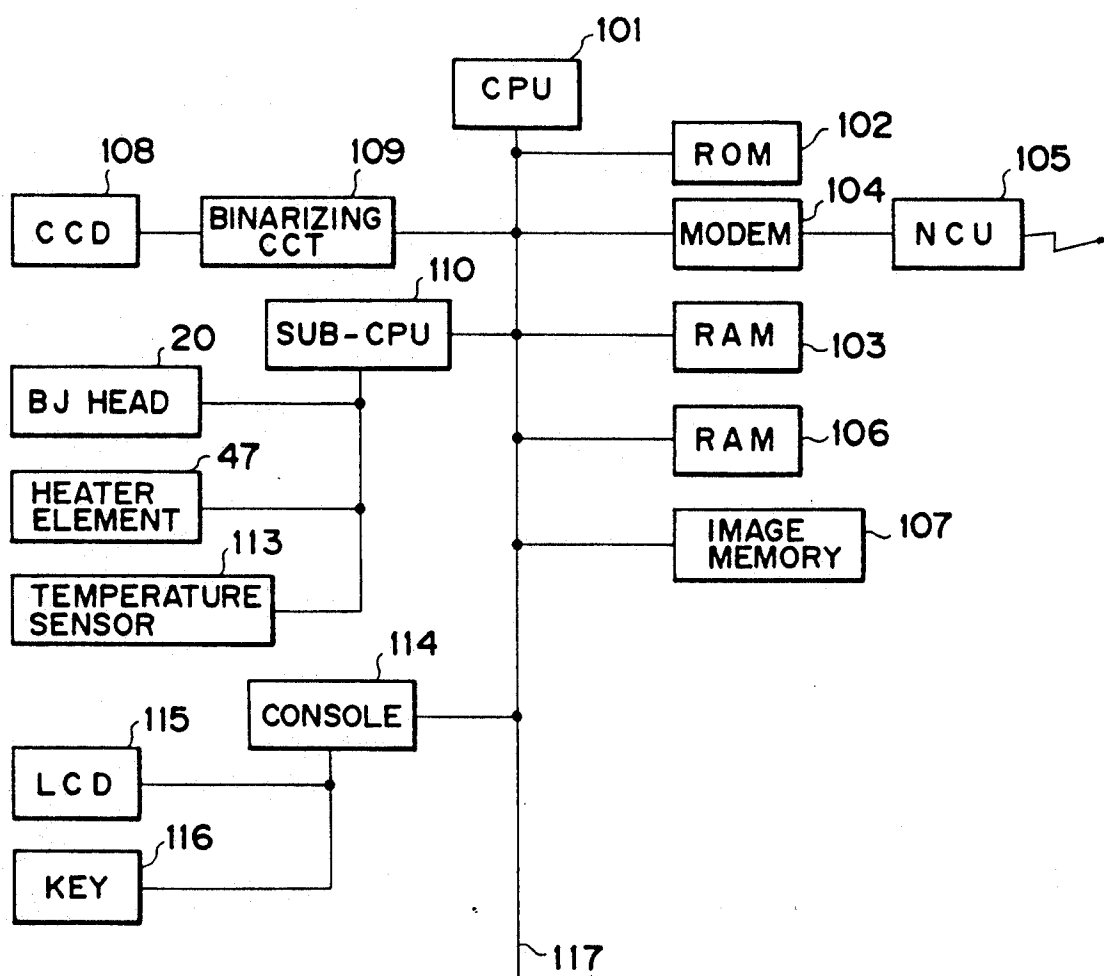 101
CPU
102
ROM
108
CCD
109
BINARIZING
CCT
104
MODEM
105
NCU
110
SUB-CPU
RAM
103
20
BJ HEAD
RAM
106
47
HEATER
ELEMENT
IMAGE
MEMORY
107
113
TEMPERATURE
SENSOR
114
CONSOLE
115
LCD
116
KEY
117